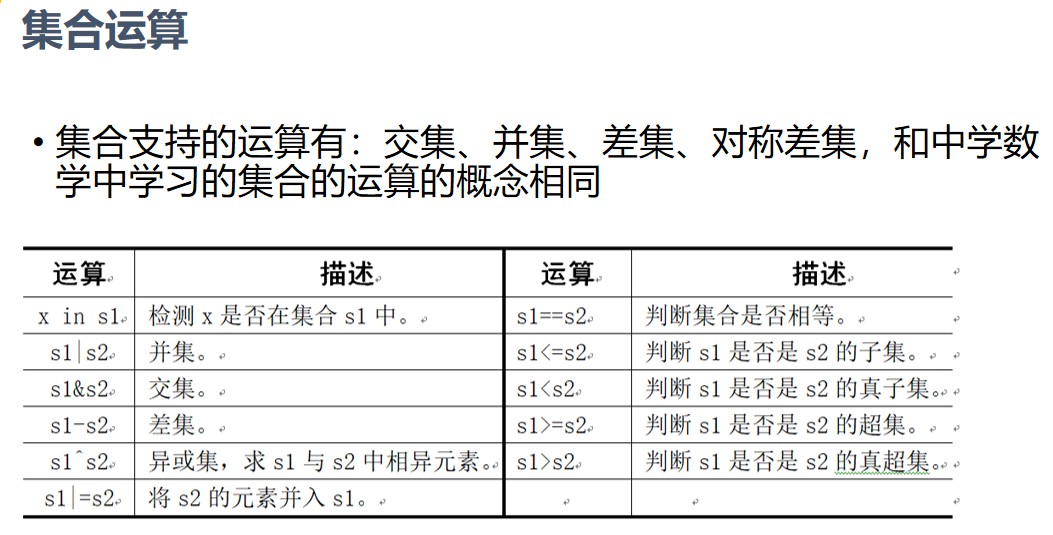 集合运算
• 集合支持的运算有：交集、并集、差集、对称差集，和中学数
学中学习的集合的运算的概念相同
运算 描述 运算 描述
x in s1 检测 x 是否在集合 s1 中。 s1==s2 判断集合是否相等。
s1|s2 并集。 s1<=s2 判断 s1 是否是 s2 的子集。
s1&s2 交集。 s1<s2 判断 s1 是否是 s2 的真子集。
s1-s2 差集。 s1>=s2 判断 s1 是否是 s2 的超集。
s1^s2 异或集，求 s1 与 s2 中相异元素。 s1>s2 判断 s1 是否是 s2 的真超集。
s1|=s2 将 s2 的元素并入 s1。